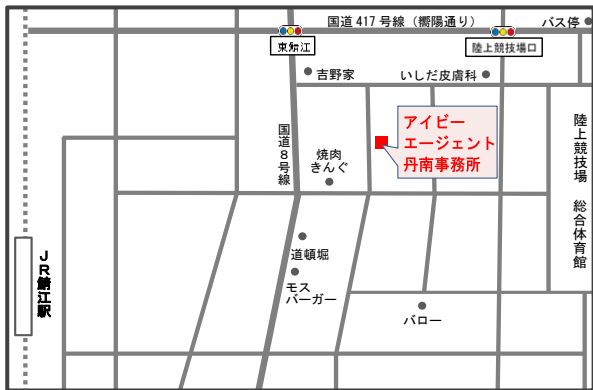 国道417号線（嚮陽通り）
バス停
東鯖江
陸上競技場口
吉野家
いしだ皮膚科
アイビー
エージェント
丹南事務所
国道8号線
焼肉
きんぐ
陸上競技場 総合体育館
道頓堀
モス
バーガー
バロー
JR鯖江駅